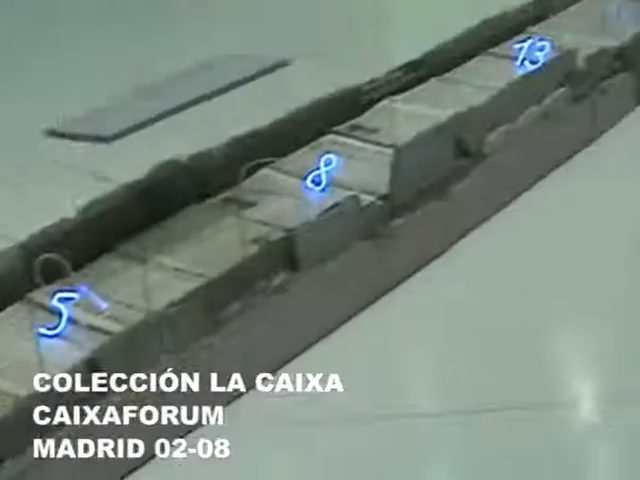 13
8
5
COLECCIÓN LA CAIXA
CAIXAFORUM
MADRID 02-08